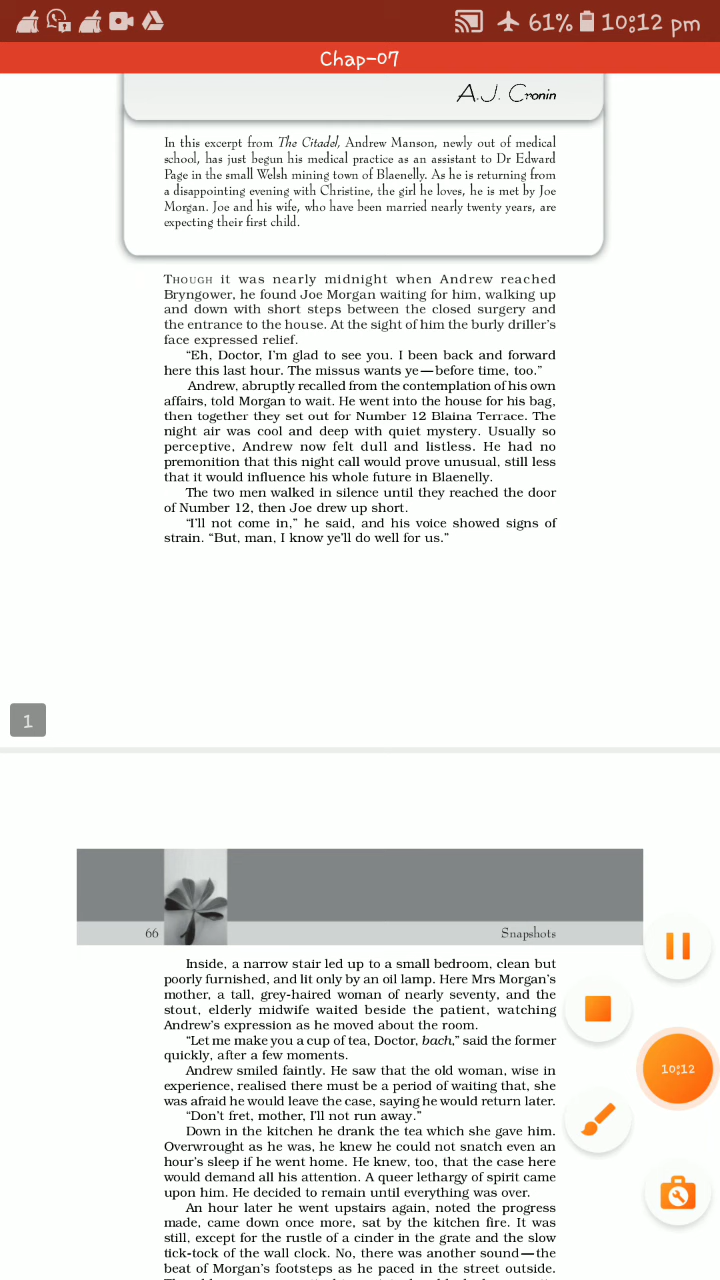 61% 10:12 pm
Chap-07
A.J. Cronin
In this excerpt from The Citadel, Andrew Manson, newly out of medical
school, has just begun his medical practice as an assistant to Dr Edward
Page in the small Welsh mining town of Blaenelly. As he is returning from
a disappointing evening with Christine, the girl he loves, he is met by Joe
Morgan. Joe and his wife, who have been married nearly twenty years, are
expecting their first child.
THOUGH it was nearly midnight when Andrew reached
Bryngower, he found Joe Morgan waiting for him, walking up
and down with short steps between the closed surgery and
the entrance to the house. At the sight of him the burly driller's
face expressed relief.
“Eh, Doctor, I'm glad to see you. I been back and forward
here this last hour. The missus wants ye—before time, too.”
Andrew, abruptly recalled from the contemplation of his own
affairs, told Morgan to wait. He went into the house for his bag,
then together they set out for Number 12 Blaina Terrace. The
night air was cool and deep with quiet mystery. Usually so
perceptive, Andrew now felt dull and listless. He had no
premonition that this night call would prove unusual, still less
that it would influence his whole future in Blaenelly.
The two men walked in silence until they reached the door
of Number 12, then Joe drew up short.
“I'll not come in,” he said, and his voice showed signs of
strain. “But, man, I know ye'll do well for us.”
1
66
Snapshots
Inside, a narrow stair led up to a small bedroom, clean but
poorly furnished, and lit only by an oil lamp. Here Mrs Morgan's
mother, a tall, grey-haired woman of nearly seventy, and the
stout, elderly midwife waited beside the patient, watching
Andrew's expression as he moved about the room.
“Let me make you a cup of tea, Doctor, bach,” said the former
quickly, after a few moments.
Andrew smiled faintly. He saw that the old woman, wise in
experience, realised there must be a period of waiting that, she
was afraid he would leave the case, saying he would return later.
“Don't fret, mother, I'll not run away.”
Down in the kitchen he drank the tea which she gave him.
Overwrought as he was, he knew he could not snatch even an
hour's sleep if he went home. He knew, too, that the case here
would demand all his attention. A queer lethargy of spirit came
upon him. He decided to remain until everything was over.
An hour later he went upstairs again, noted the progress
made, came down once more, sat by the kitchen fire. It was
still, except for the rustle of a cinder in the grate and the slow
tick-tock of the wall clock. No, there was another sound—the
beat of Morgan's footsteps as he paced in the street outside.
10:12